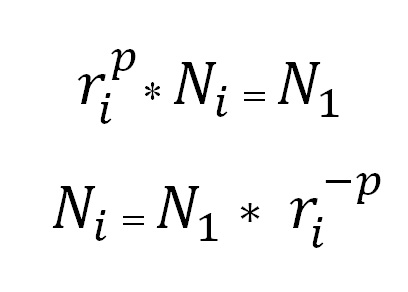 r_i^p * N_i = N_1
N_i = N_1 * r_i^{-p}